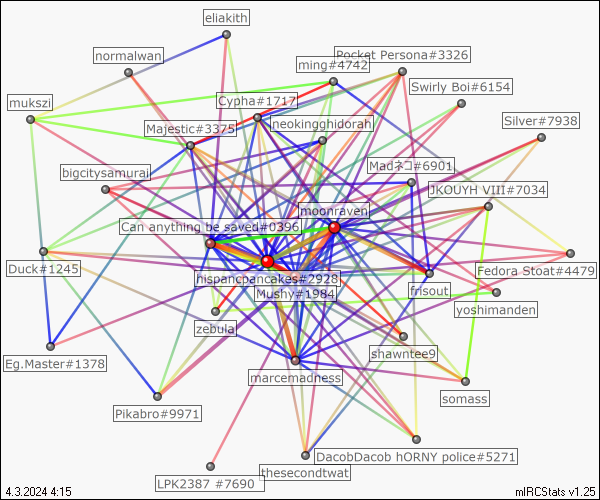 eliakith
normalwan
Pocket Persona#3326
ming#4742
Swirly Boi#6154
mukszi
Cypha#1717
Silver#7938
Majestic#3375
neokingghidorah
bigcitysamurai
Madネコ#6901
JKOUYH VIII#7034
moonraven
Can anything be saved#0396
Duck#1245
hispanicpancakes#2928
Fedora Stoat#4479
Mushy#1984
frisout
yoshimanden
zebula
shawntee9
Eg.Master#1378
marcemadness
somass
Pikabro#9971
DacobDacob hORNY police#5271
thesecondtwat
LPK2387 #7690
4.3.2024 4:15
mIRCStats v1.25